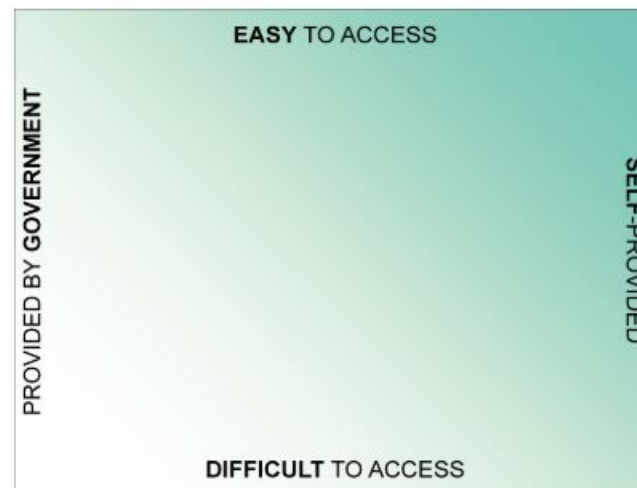 EASY TO ACCESS
PROVIDED BY GOVERNMENT
SELF-PROVIDED
DIFFICULT TO ACCESS